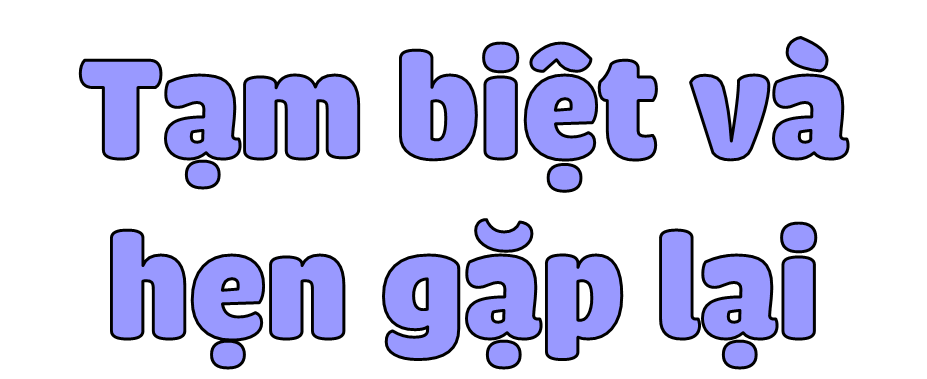 Tạm biệt và
hẹn gặp lại